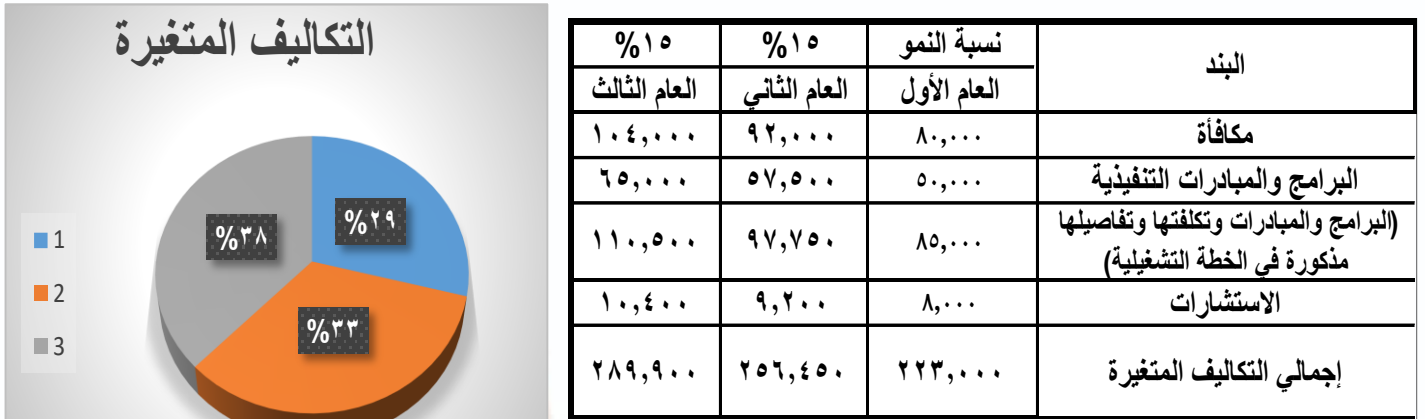 التكاليف المتغيرة
%٢٩
%٣٨
%٣٣
1
2
3
البند نسبة النمو %١٥ %١٥
العام الأول العام الثاني العام الثالث
مكافأة ٨٠,٠٠٠ ٩٢,٠٠٠ ١٠٤,٠٠٠
البرامج والمبادرات التنفيذية ٥٠,٠٠٠ ٥٧,٥٠٠ ٦٥,٠٠٠
(البرامج والمبادرات وتكلفتها وتفاصيلها
مذكورة في الخطة التشغيلية) ٨٥,٠٠٠ ٩٧,٧٥٠ ١١٠,٥٠٠
الاستشارات ٨,٠٠٠ ٩,٢٠٠ ١٠,٤٠٠
إجمالي التكاليف المتغيرة ٢٢٣,٠٠٠ ٢٥٦,٤٥٠ ٢٨٩,٩٠٠